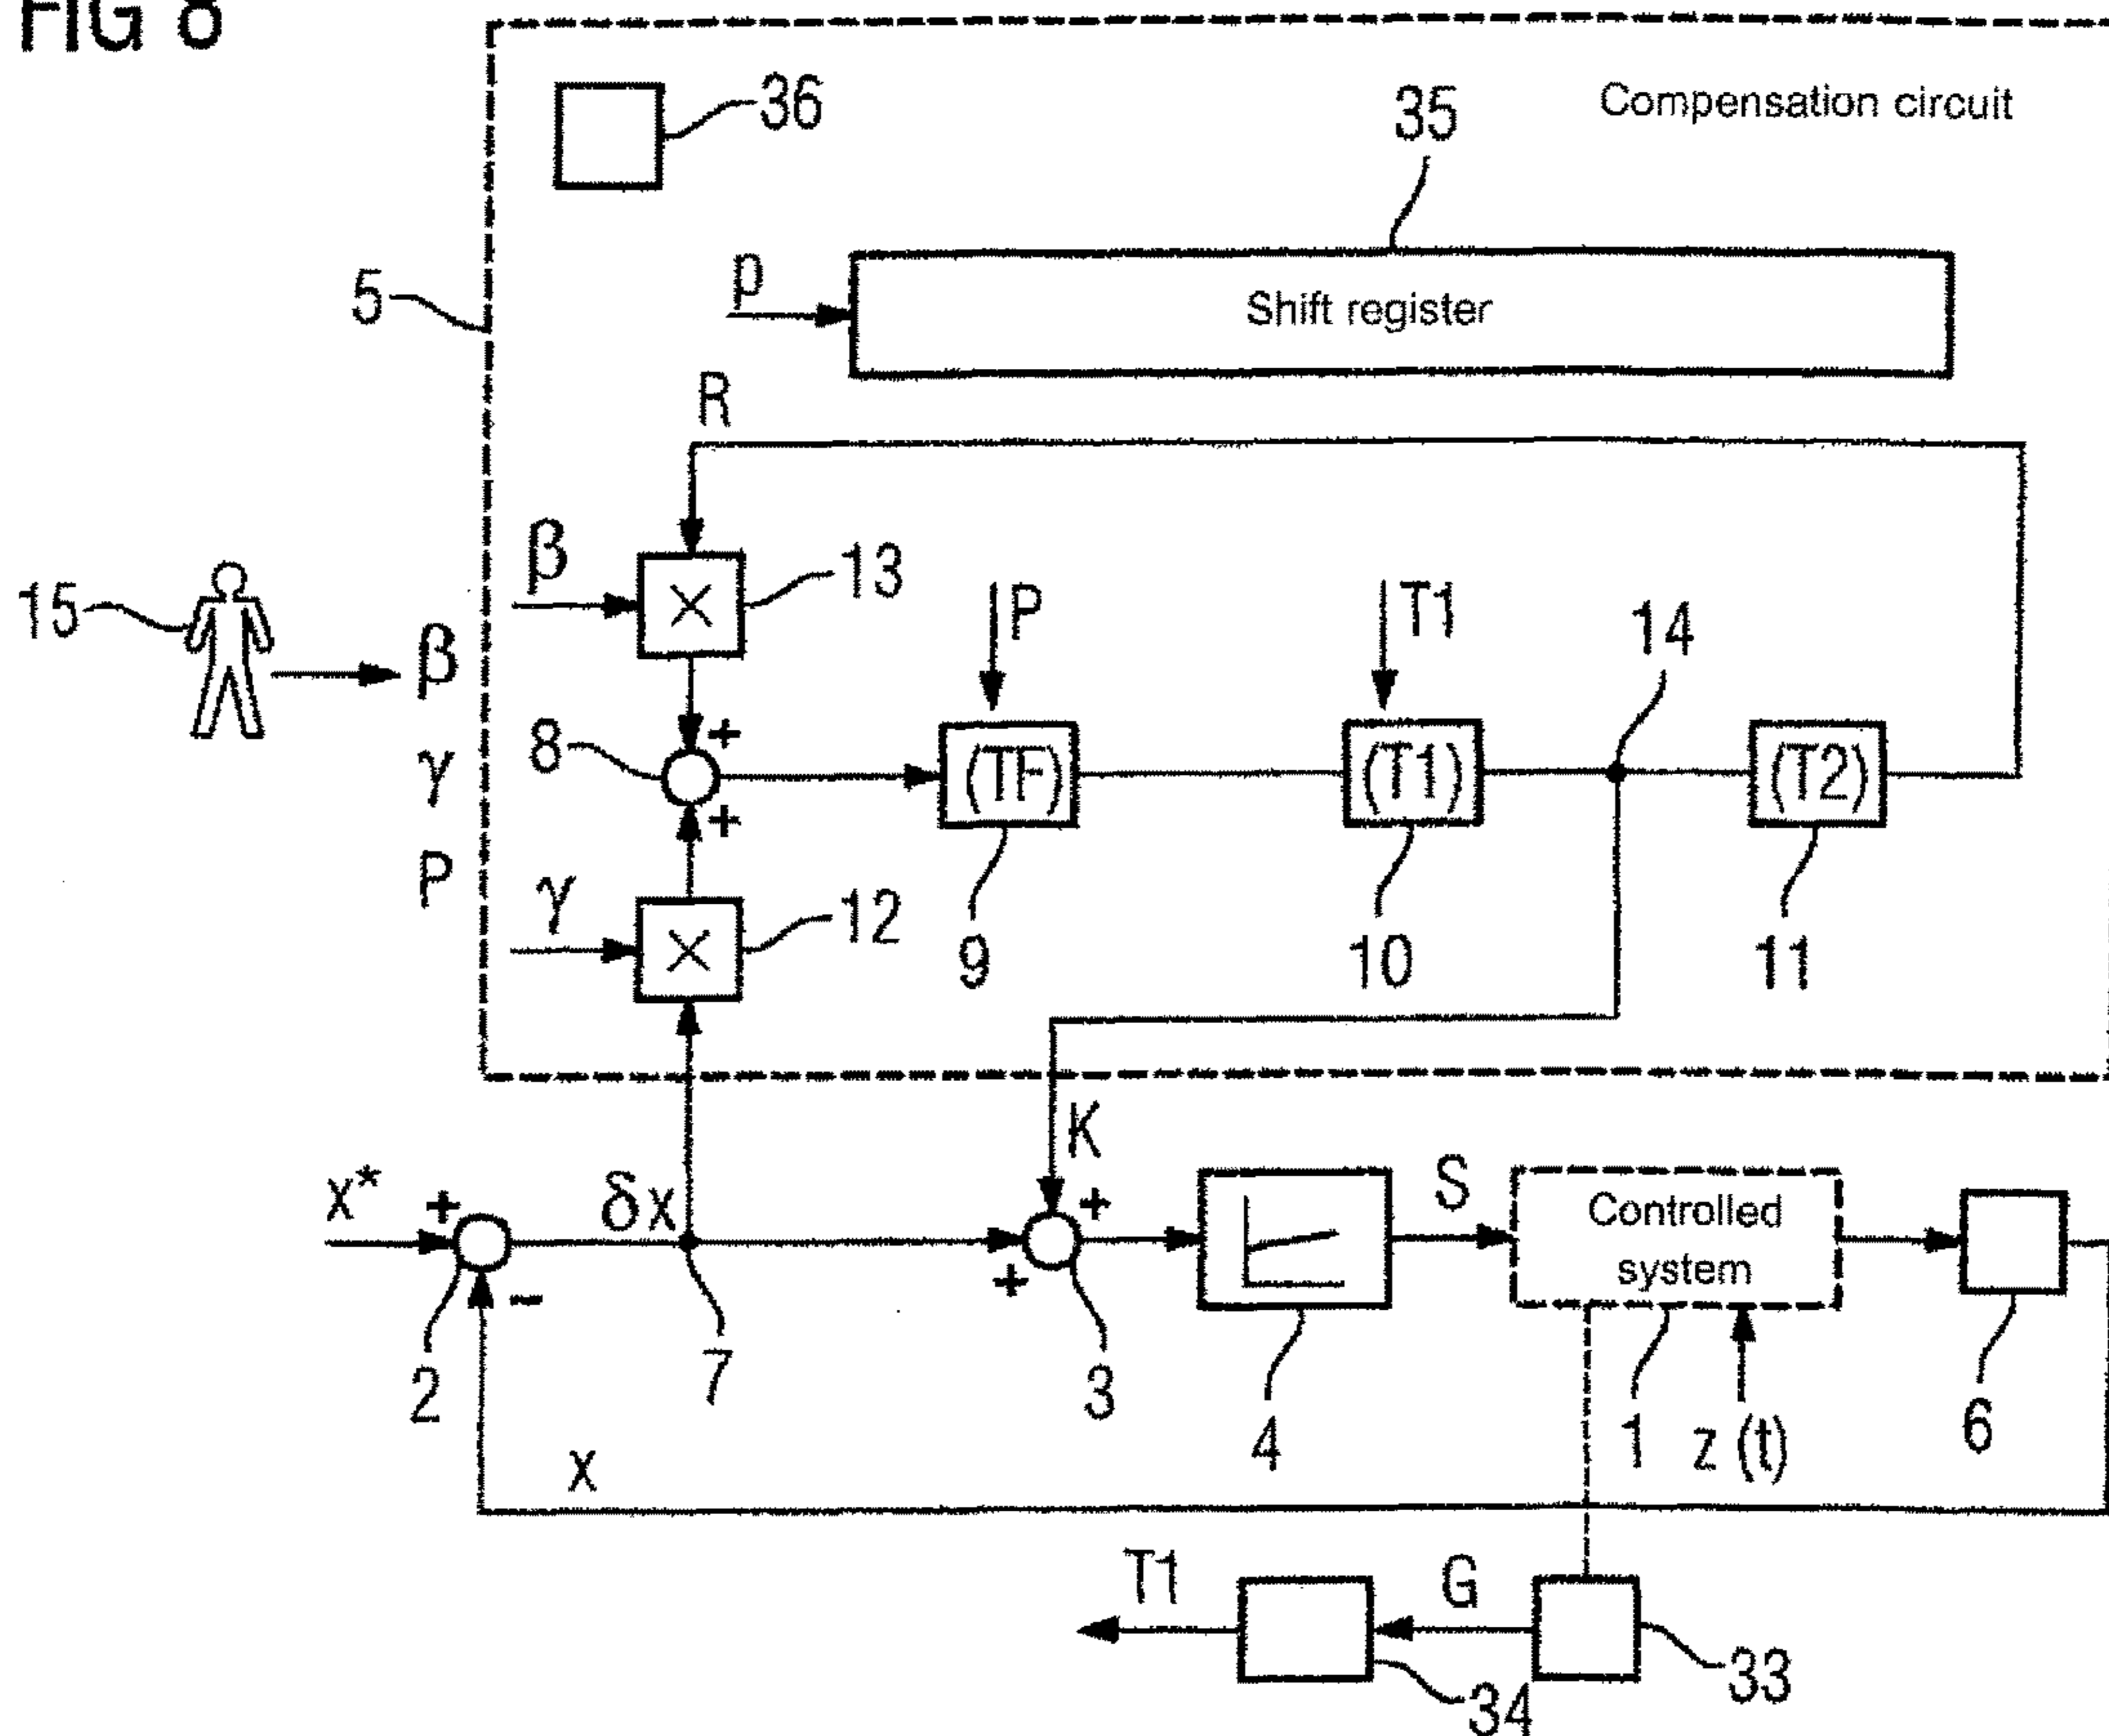 FIG 8
36
35
Compensation circuit
5
p
Shift register
R
β
13
15
β
P
T1
14
8
+
(TF)
(T1)
(T2)
γ
+
P
γ
12
9
10
11
K
x*
+
δx
+
S
Controlled
system
+
-
2
7
3
4
1
z (t)
6
x
T1
G
33
34